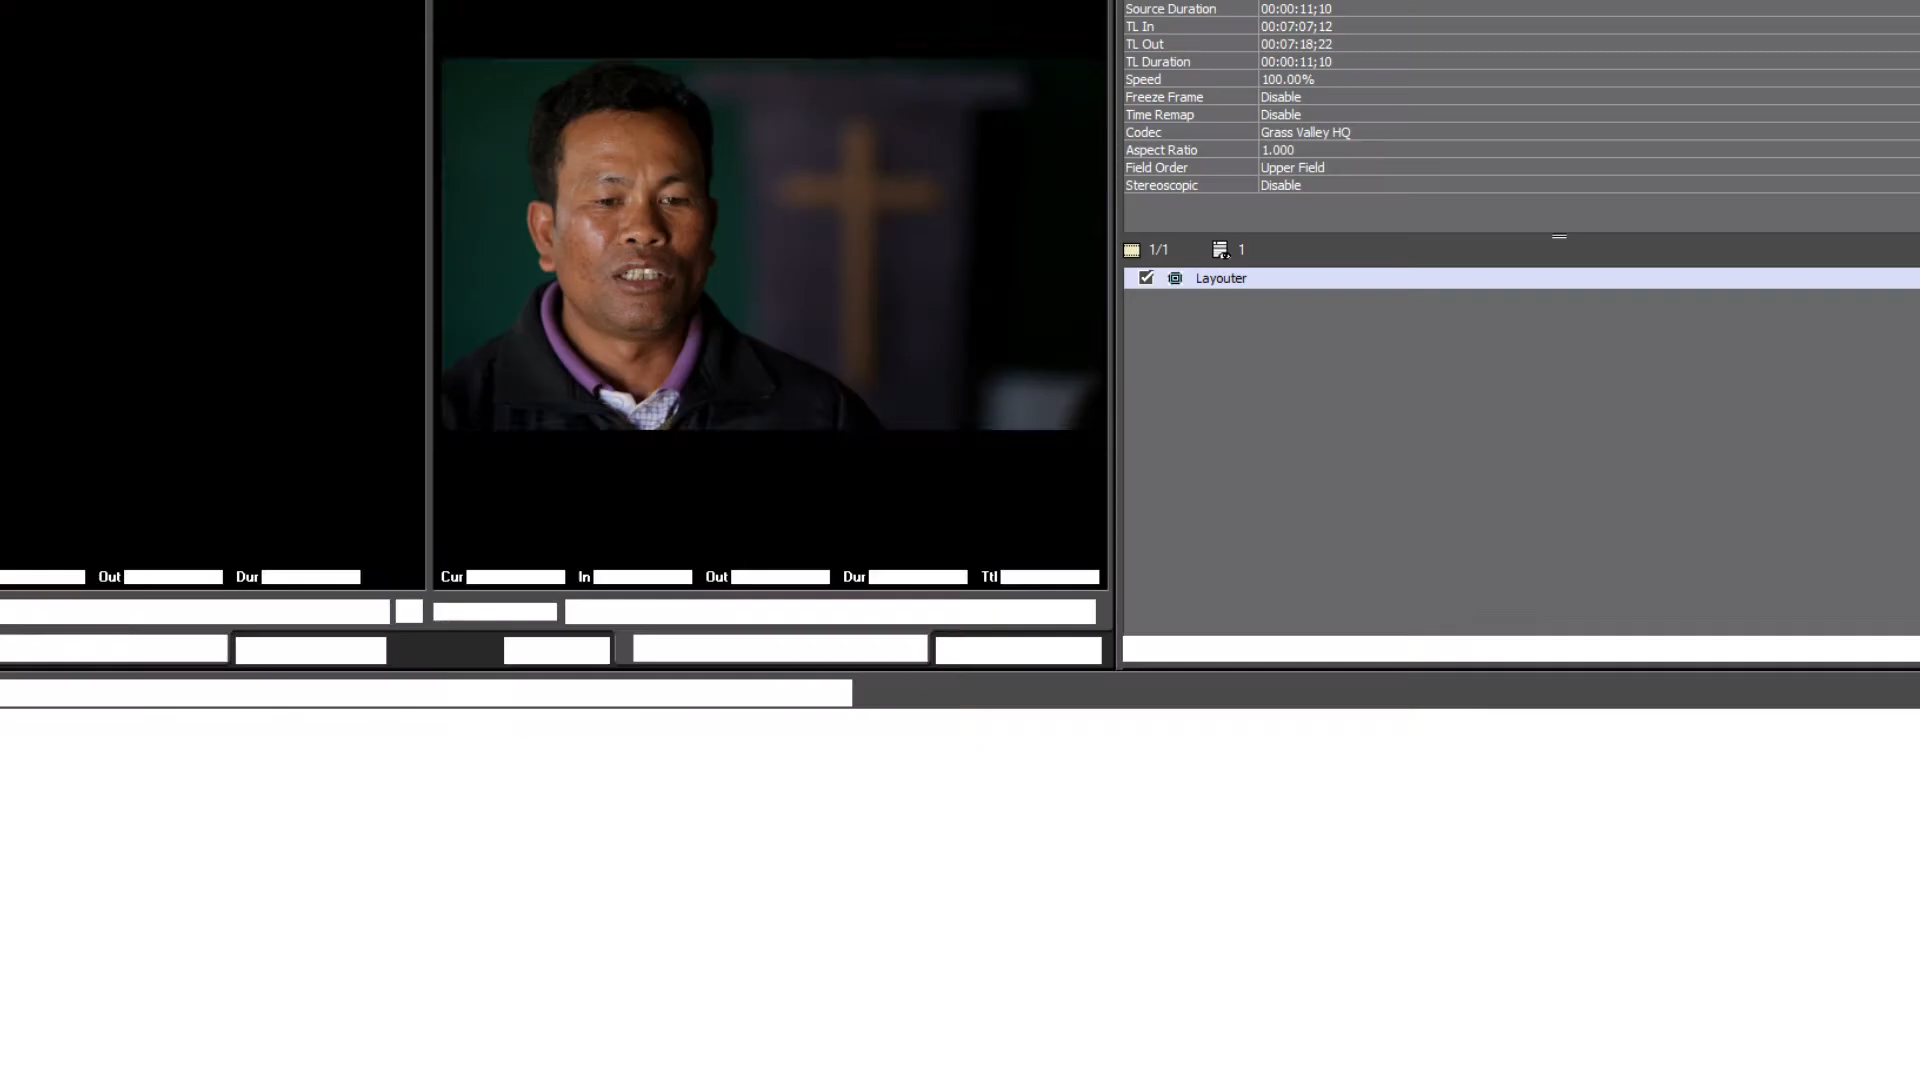 Source Duration 00:00:11;10
TL In 00:07:07;12
TL Out 00:07:18;22
TL Duration 00:00:11;10
Speed 100.00%
Freeze Frame Disable
Time Remap Disable
Codec Grass Valley HQ
Aspect Ratio 1.000
Field Order Upper Field
Stereoscopic Disable
1/1 1
Layouter
Out Dur Cur In Out Dur Ttl